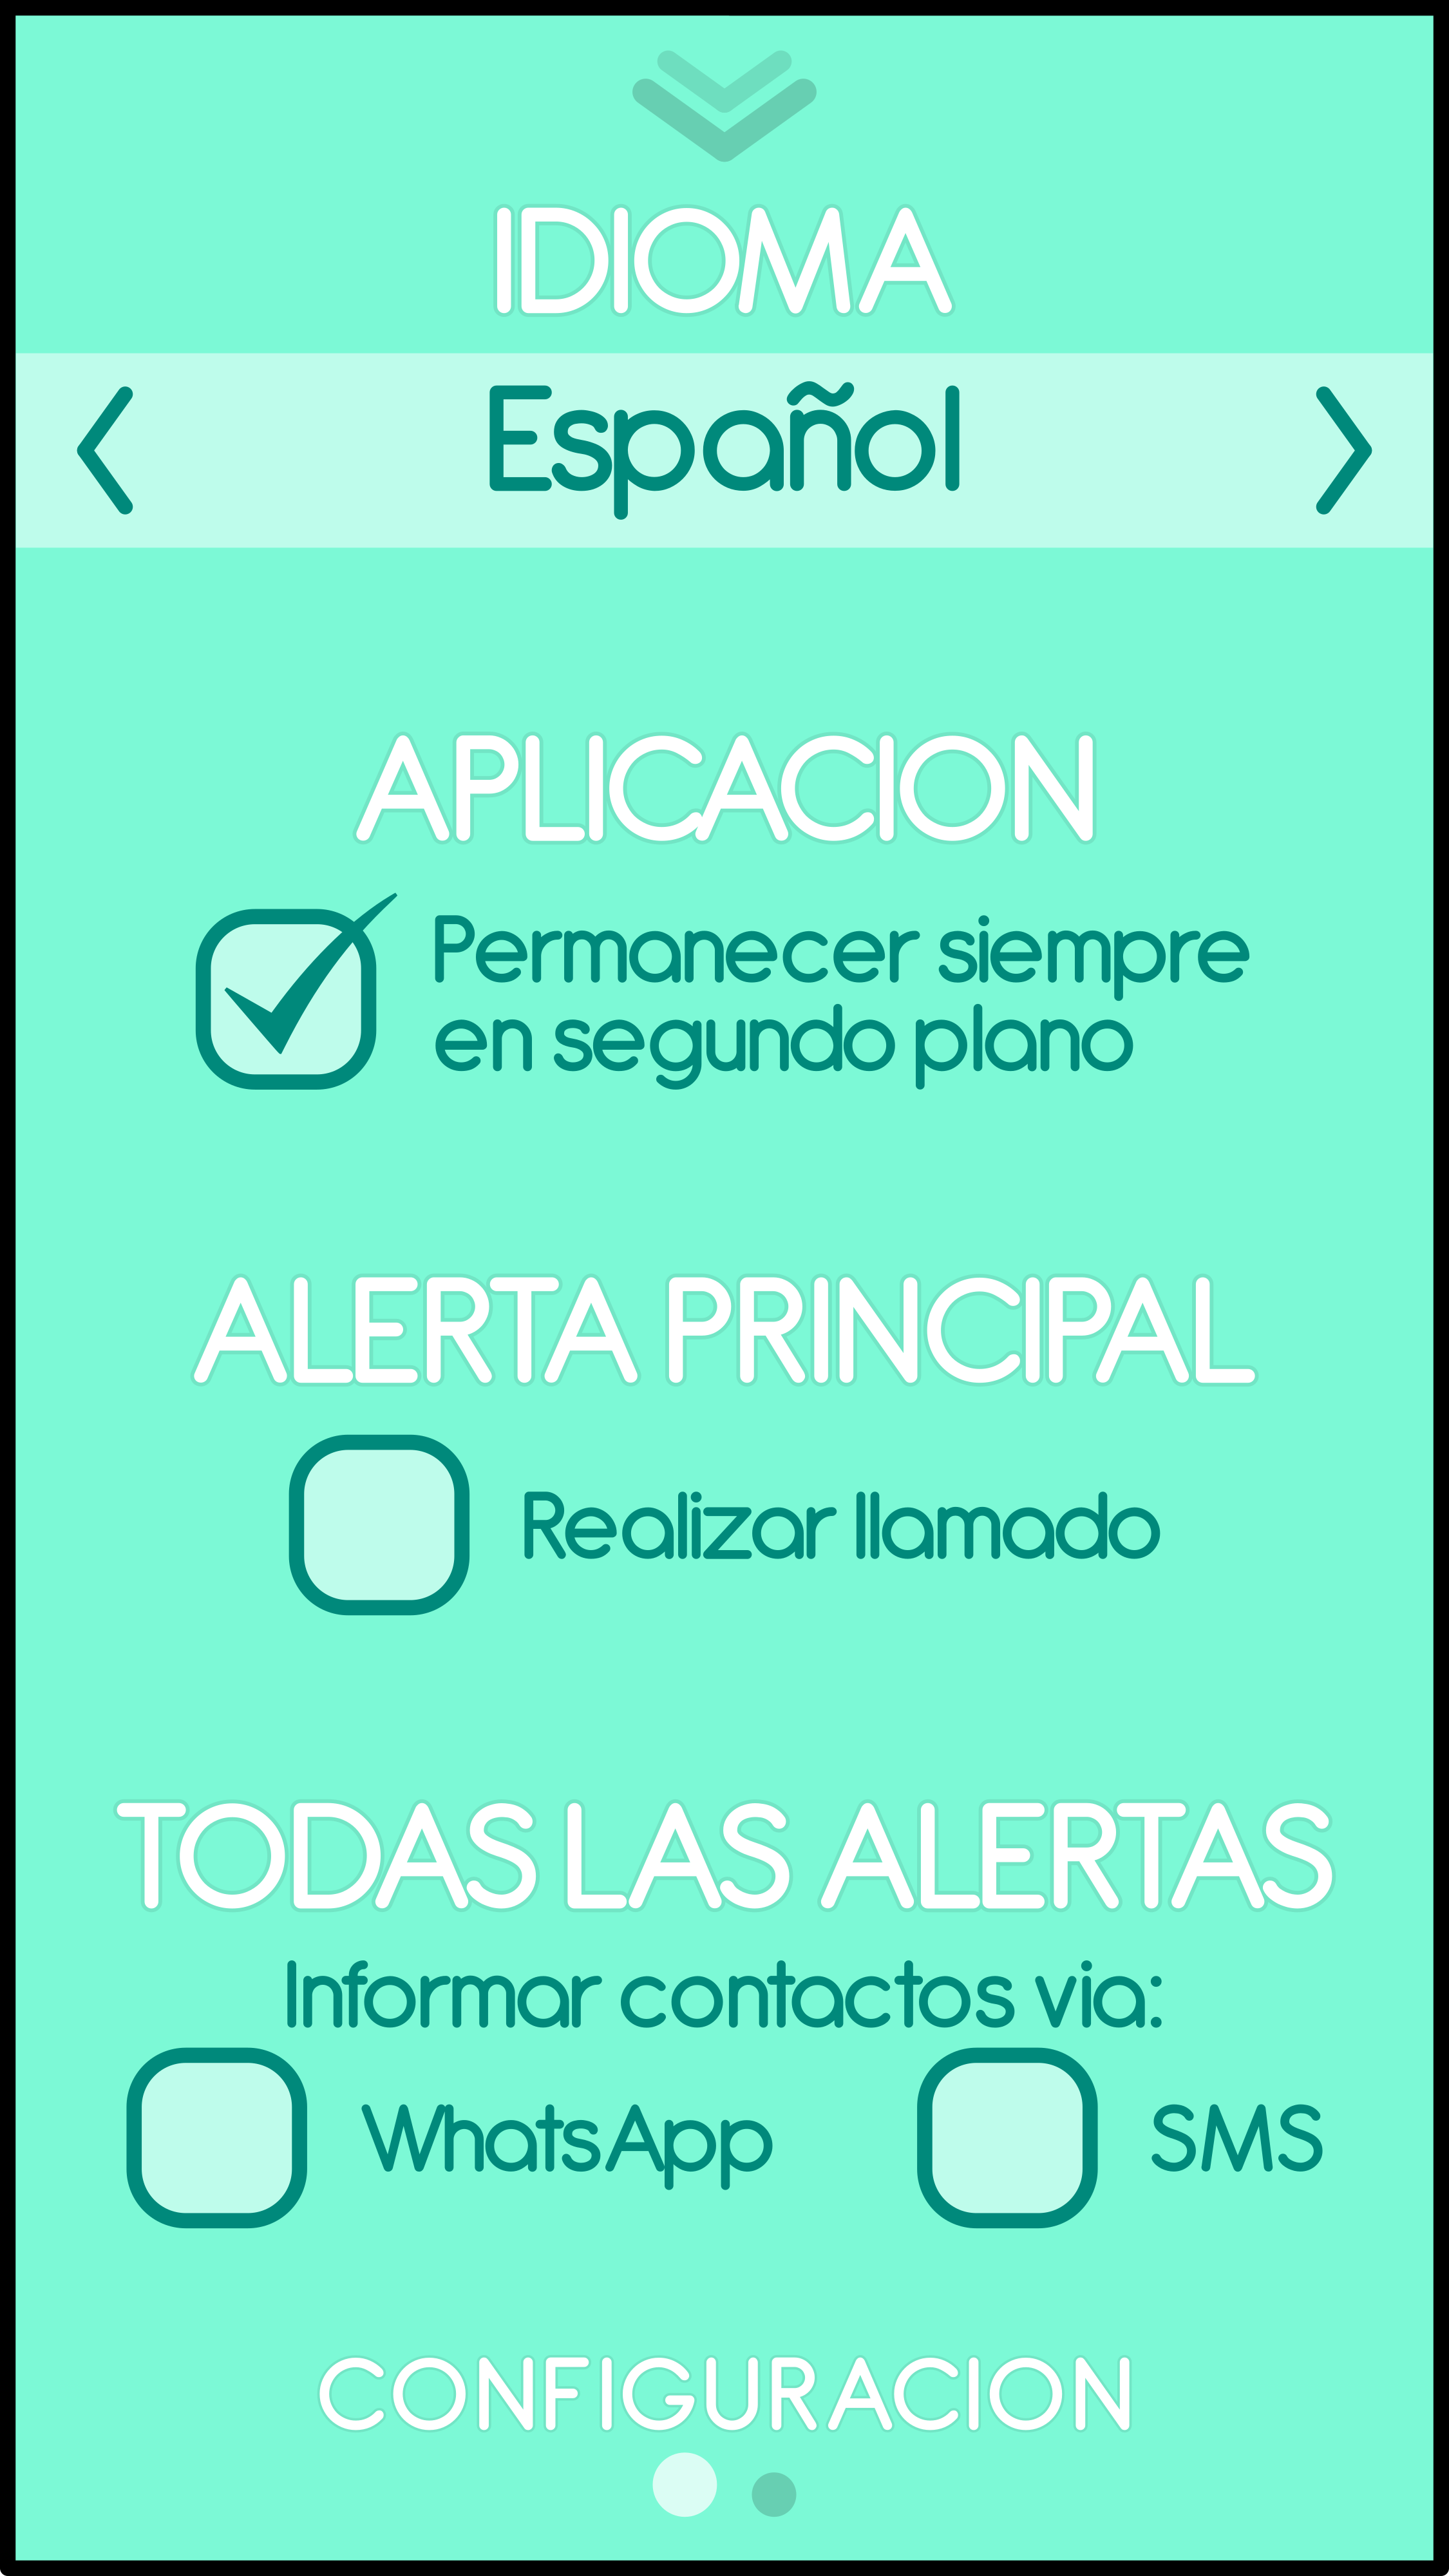 IDIOMA
Español
APLICACION
Permanecer siempre
en segundo plano
ALERTA PRINCIPAL
Realizar llamado
TODAS LAS ALERTAS
Informar contactos via:
WhatsApp SMS
CONFIGURACION